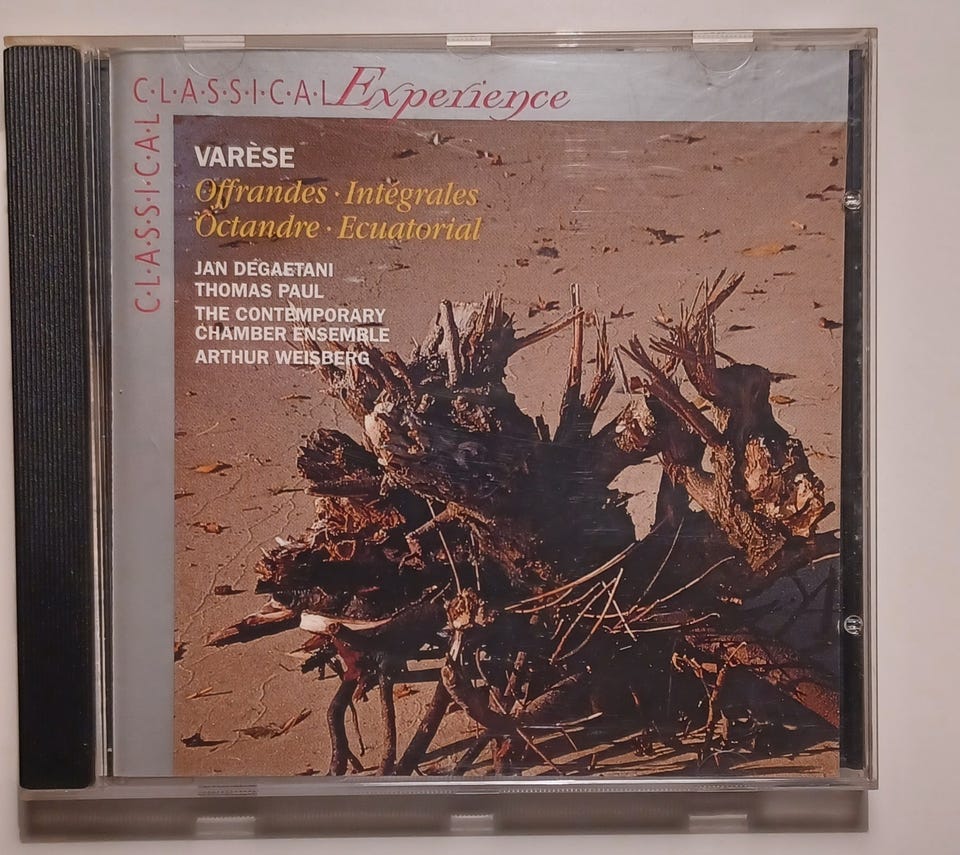 C·L·A·S·S·I·C·A·L Experience
C·L·A·S·S·I·C·A·L
VARÈSE
Offrandes · Intégrales
Octandre · Ecuatorial
JAN DEGAETANI
THOMAS PAUL
THE CONTEMPORARY
CHAMBER ENSEMBLE
ARTHUR WEISBERG